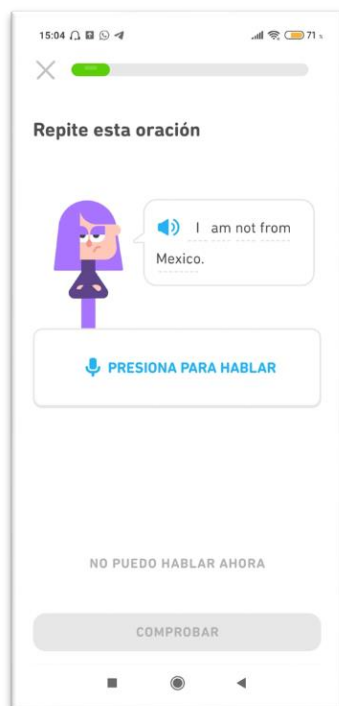 15:04 71
Repite esta oración
I am not from
Mexico.
PRESIONA PARA HABLAR
NO PUEDO HABLAR AHORA
COMPROBAR